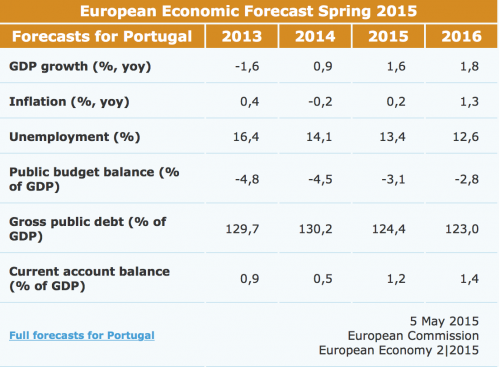 European Economic Forecast Spring 2015
Forecasts for Portugal 2013 2014 2015 2016
GDP growth (%, yoy) -1,6 0,9 1,6 1,8
Inflation (%, yoy) 0,4 -0,2 0,2 1,3
Unemployment (%) 16,4 14,1 13,4 12,6
Public budget balance (%
of GDP) -4,8 -4,5 -3,1 -2,8
Gross public debt (% of
GDP) 129,7 130,2 124,4 123,0
Current account balance
(% of GDP) 0,9 0,5 1,2 1,4
5 May 2015
Full forecasts for Portugal European Commission
European Economy 2|2015